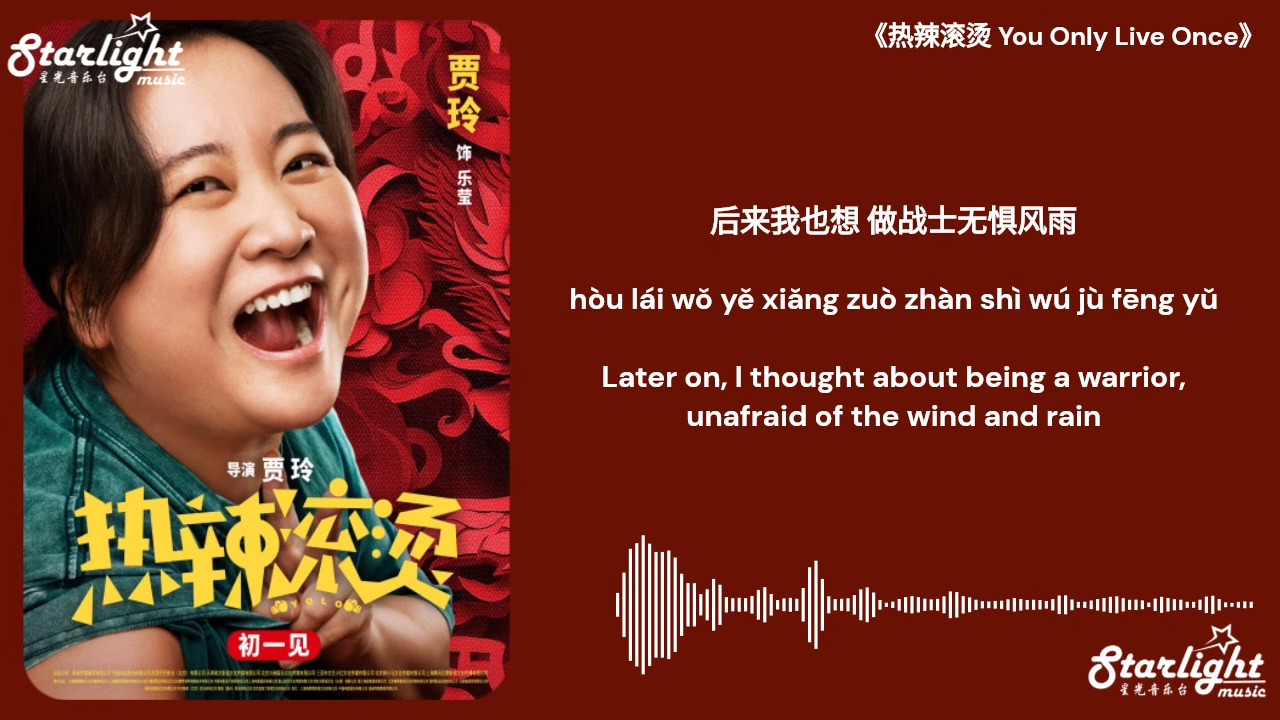 Starlight
星光音乐台 music
《热辣滚烫 You Only Live Once》
贾玲
饰 乐莹
后来我也想 做战士无惧风雨
hòu lái wǒ yě xiǎng zuò zhàn shì wú jù fēng yǔ
Later on, I thought about being a warrior,
unafraid of the wind and rain
导演 贾玲
热辣滚烫
YOLO
初一见
Starlight
星光音乐台 music